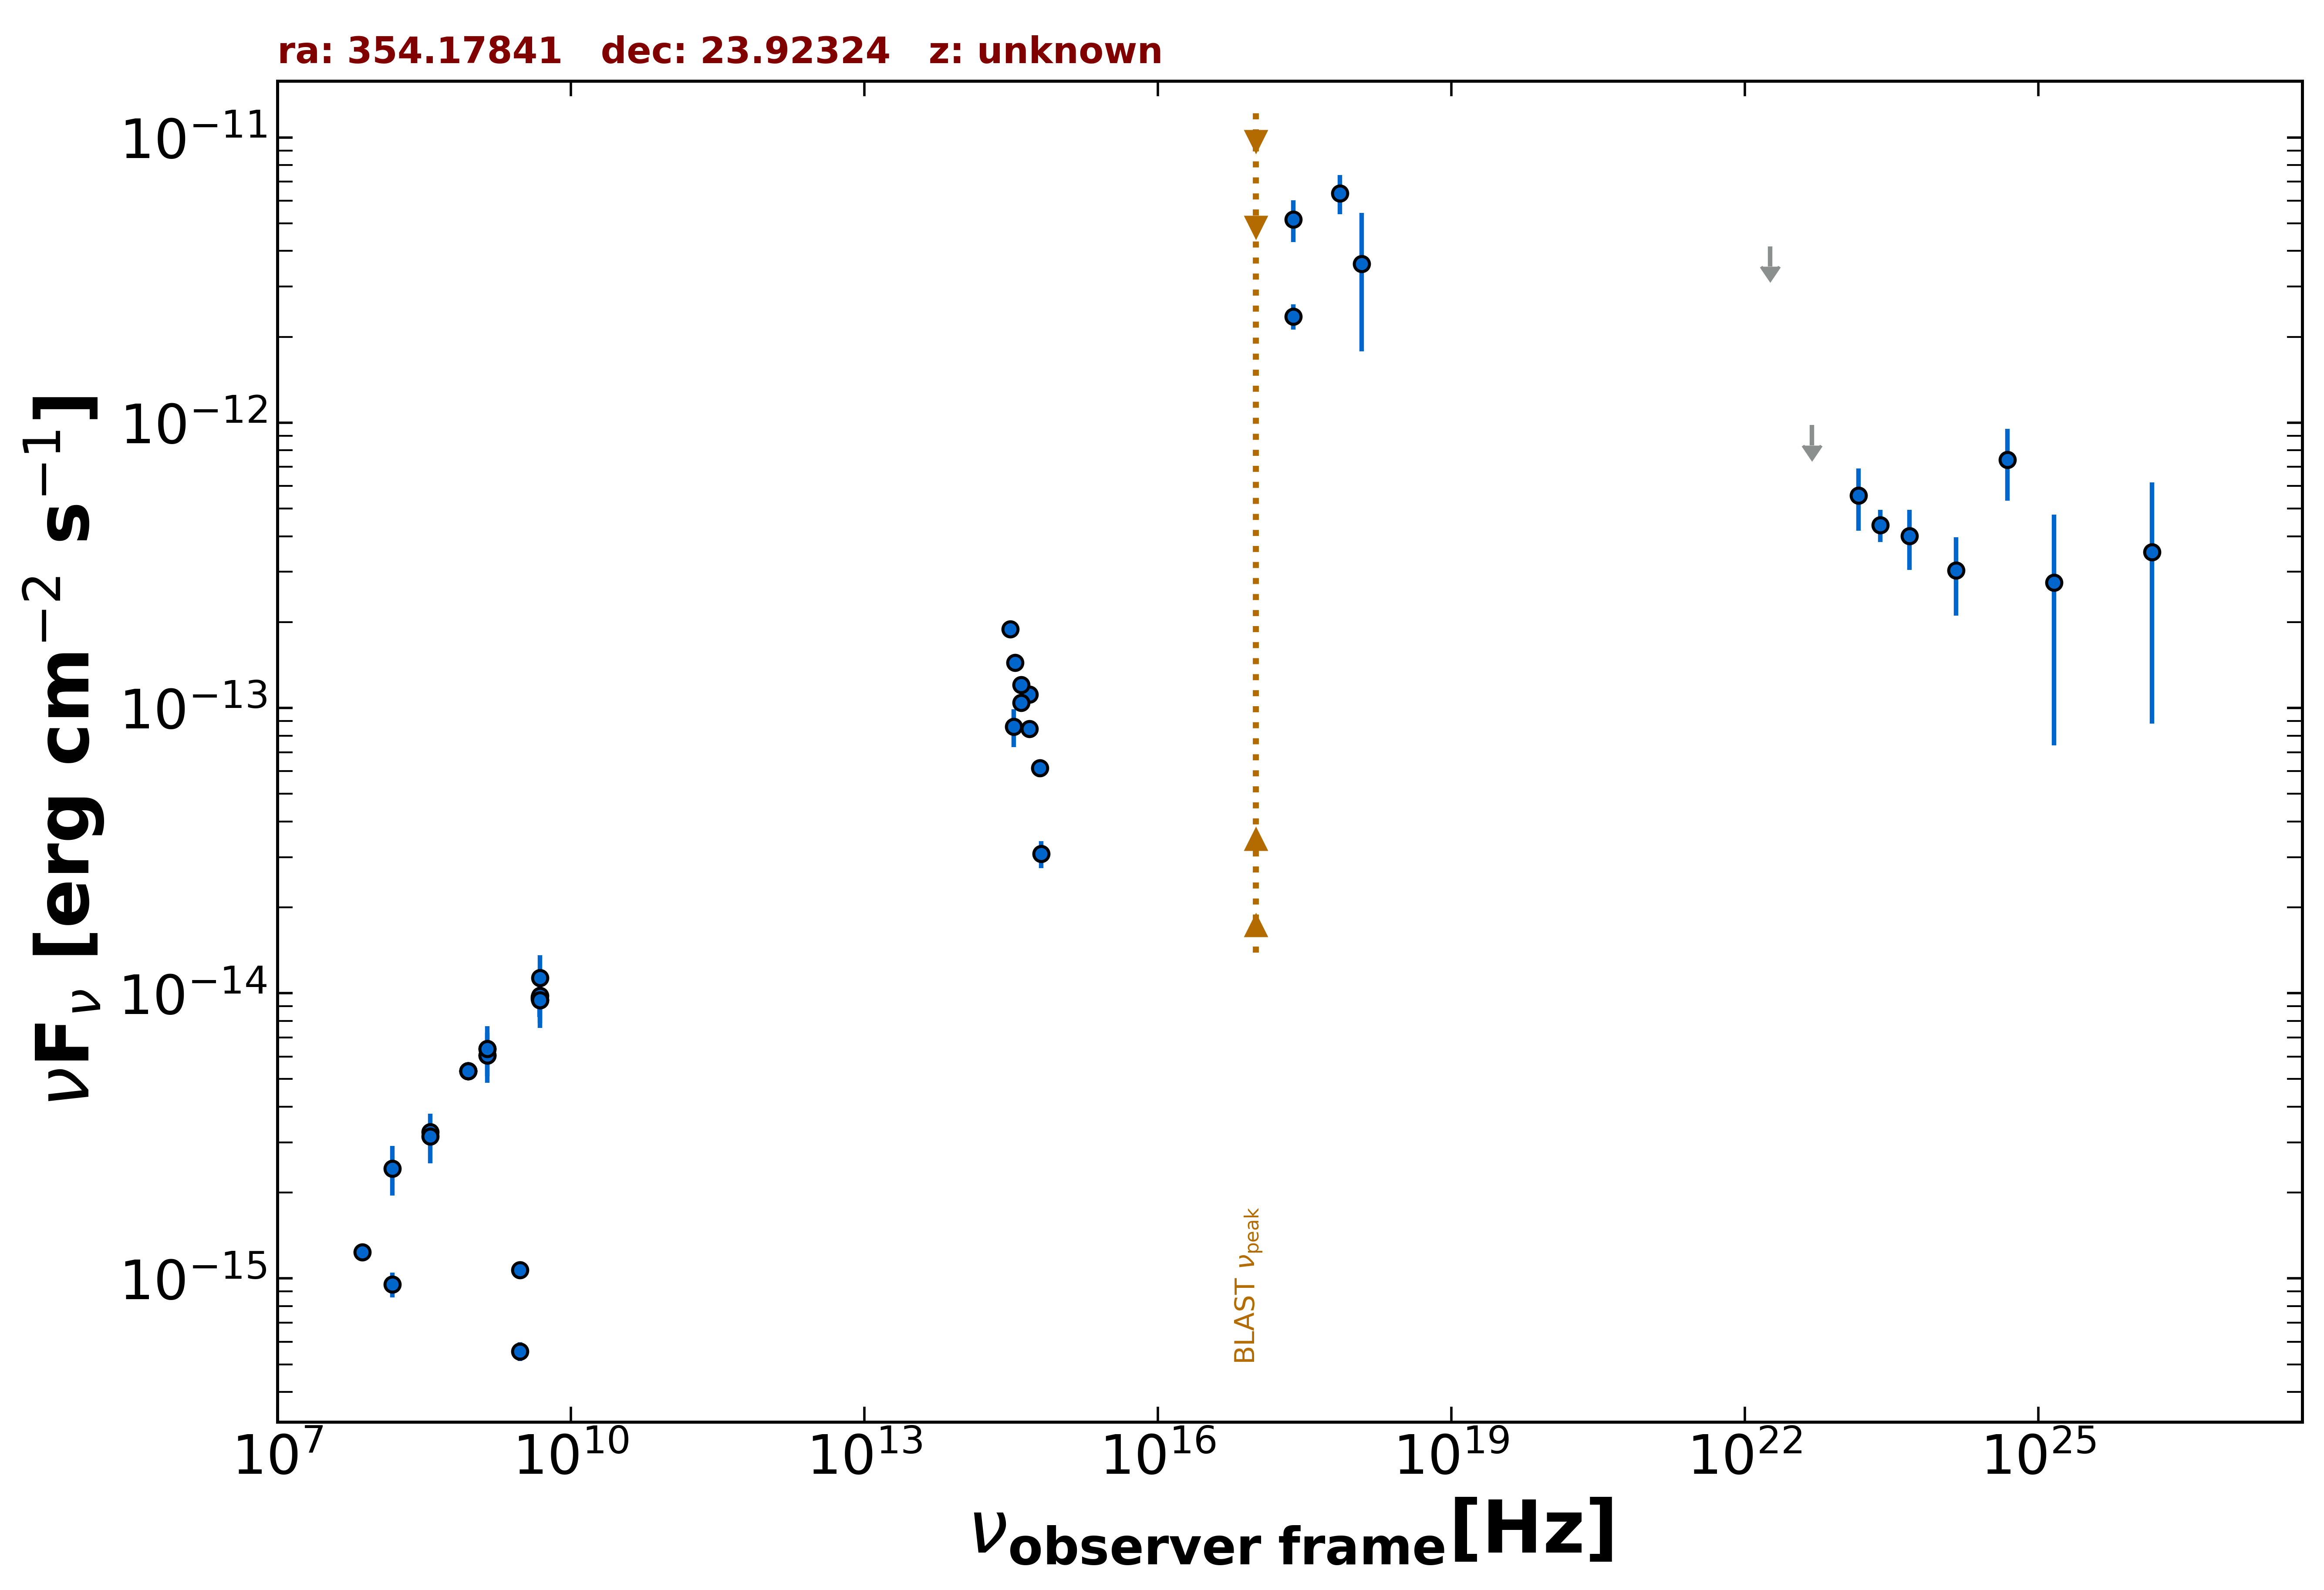 ra: 354.17841   dec: 23.92324   z: unknown
10⁻¹¹
10⁻¹²
10⁻¹³
10⁻¹⁴
10⁻¹⁵
νFν [erg cm⁻² s⁻¹]
BLAST νpeak
10⁷ 10¹⁰ 10¹³ 10¹⁶ 10¹⁹ 10²² 10²⁵
νobserver frame[Hz]